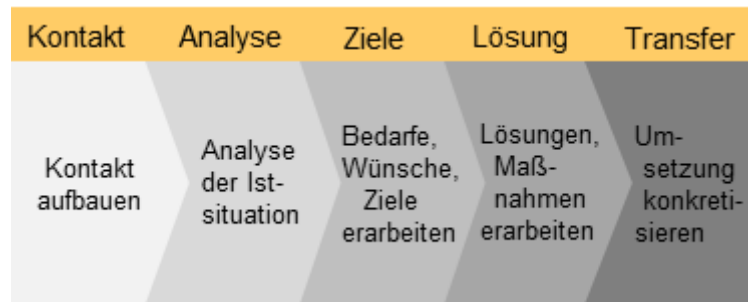 Kontakt Analyse Ziele Lösung Transfer
Kontakt
aufbauen
Analyse
der Ist-
situation
Bedarfe,
Wünsche,
Ziele
erarbeiten
Lösungen,
Maß-
nahmen
erarbeiten
Um-
setzung
konkreti-
sieren